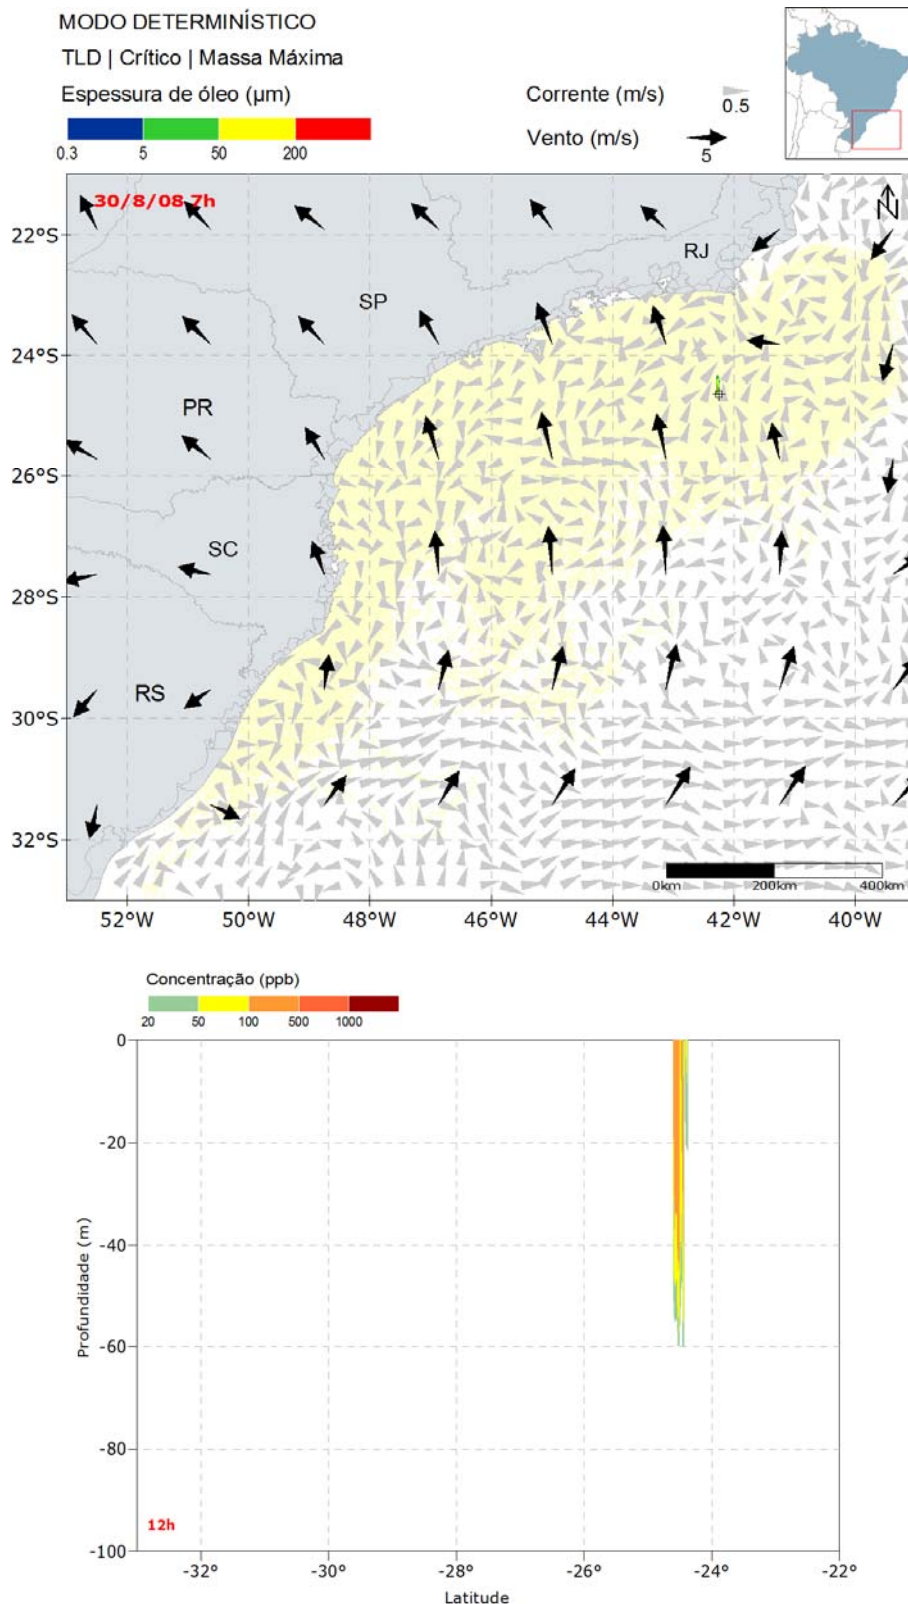 MODO DETERMINÍSTICO
TLD | Crítico | Massa Máxima
Espessura de óleo (µm)
0.3 5 50 200
Corrente (m/s)
0.5
Vento (m/s)
5
30/8/08 7h
N
22°S
24°S
26°S
28°S
30°S
32°S
RJ
SP
PR
SC
RS
0km 200km 400km
52°W 50°W 48°W 46°W 44°W 42°W 40°W
Concentração (ppb)
20 50 100 500 1000
0
-20
-40
-60
-80
-100
Profundidade (m)
12h
-32° -30° -28° -26° -24° -22°
Latitude